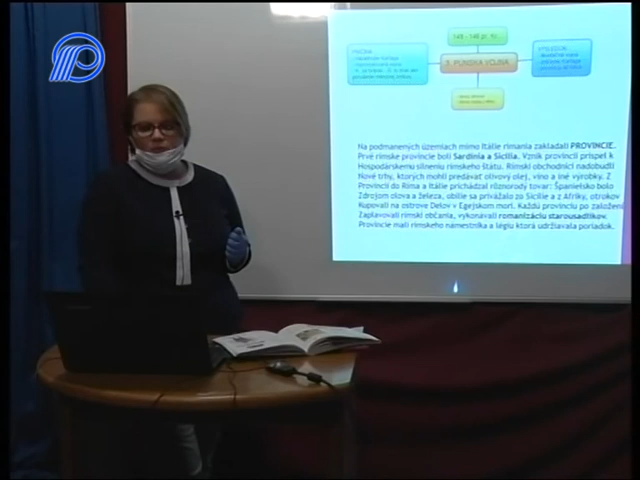 149 - 146 pr. Kr.
3. PÚNSKA VOJNA
Na podmanených územiach mimo Itálie rimania zakladali PROVINCIE.
Prvé rímske provincie boli Sardínia a Sicília. Vznik provincií prispel k
Hospodárskemu silneniu rímskeho štátu. Rímski obchodníci nadobudli
Nové trhy, ktorých mohli predávať olivový olej, víno a iné výrobky. Z
Provincií do Ríma a Itálie prichádzal rôznorodý tovar: Španielsko bolo
Zdrojom olova a železa, obilie sa privážalo zo Sicílie a z Afriky, otrokov
Kupovali na ostrove Délov v Egejskom mori. Každú provinciu po založení
Zaplavovali rímski občania, vykonávali romanizáciu starousadlíkov.
Provincie mali rímskeho námestníka a légiu ktorá udržiavala poriadok.